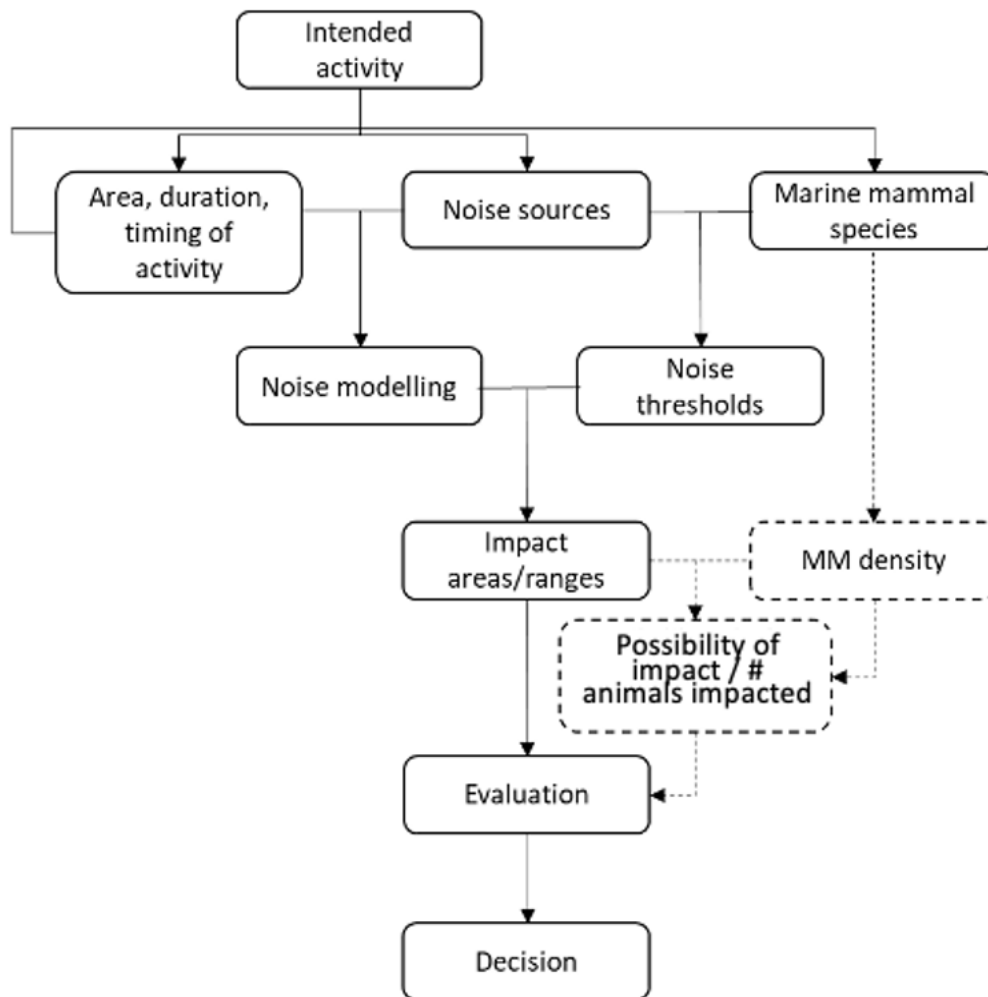 Intended
activity
Area, duration,
timing of
activity
Noise sources
Marine mammal
species
Noise modelling
Noise
thresholds
Impact
areas/ranges
MM density
Possibility of
impact / #
animals impacted
Evaluation
Decision